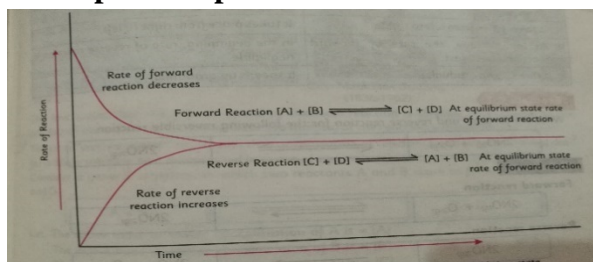 Rate of forward
reaction decreases
Forward Reaction [A] + [B] ⇌ [C] + [D] At equilibrium state rate
of forward reaction
Rate of Reaction
Reverse Reaction [C] + [D] ⇌ [A] + [B] At equilibrium state
rate of forward reaction
Rate of reverse
reaction increases
Time